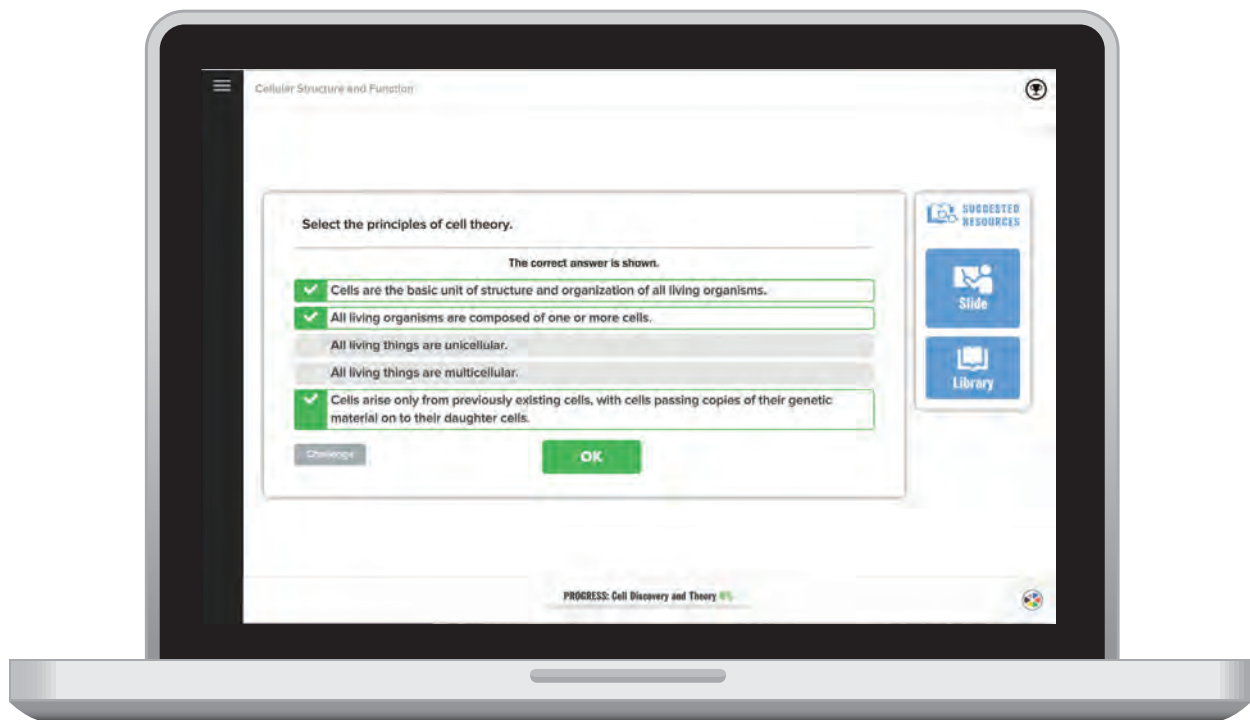 Cellular Structure and Function
SUGGESTED
RESOURCES
Select the principles of cell theory.
The correct answer is shown.
Cells are the basic unit of structure and organization of all living organisms.
All living organisms are composed of one or more cells.
All living things are unicellular.
All living things are multicellular.
Cells arise only from previously existing cells, with cells passing copies of their genetic
material on to their daughter cells.
Challenge
OK
Slide
Library
PROGRESS: Cell Discovery and Theory